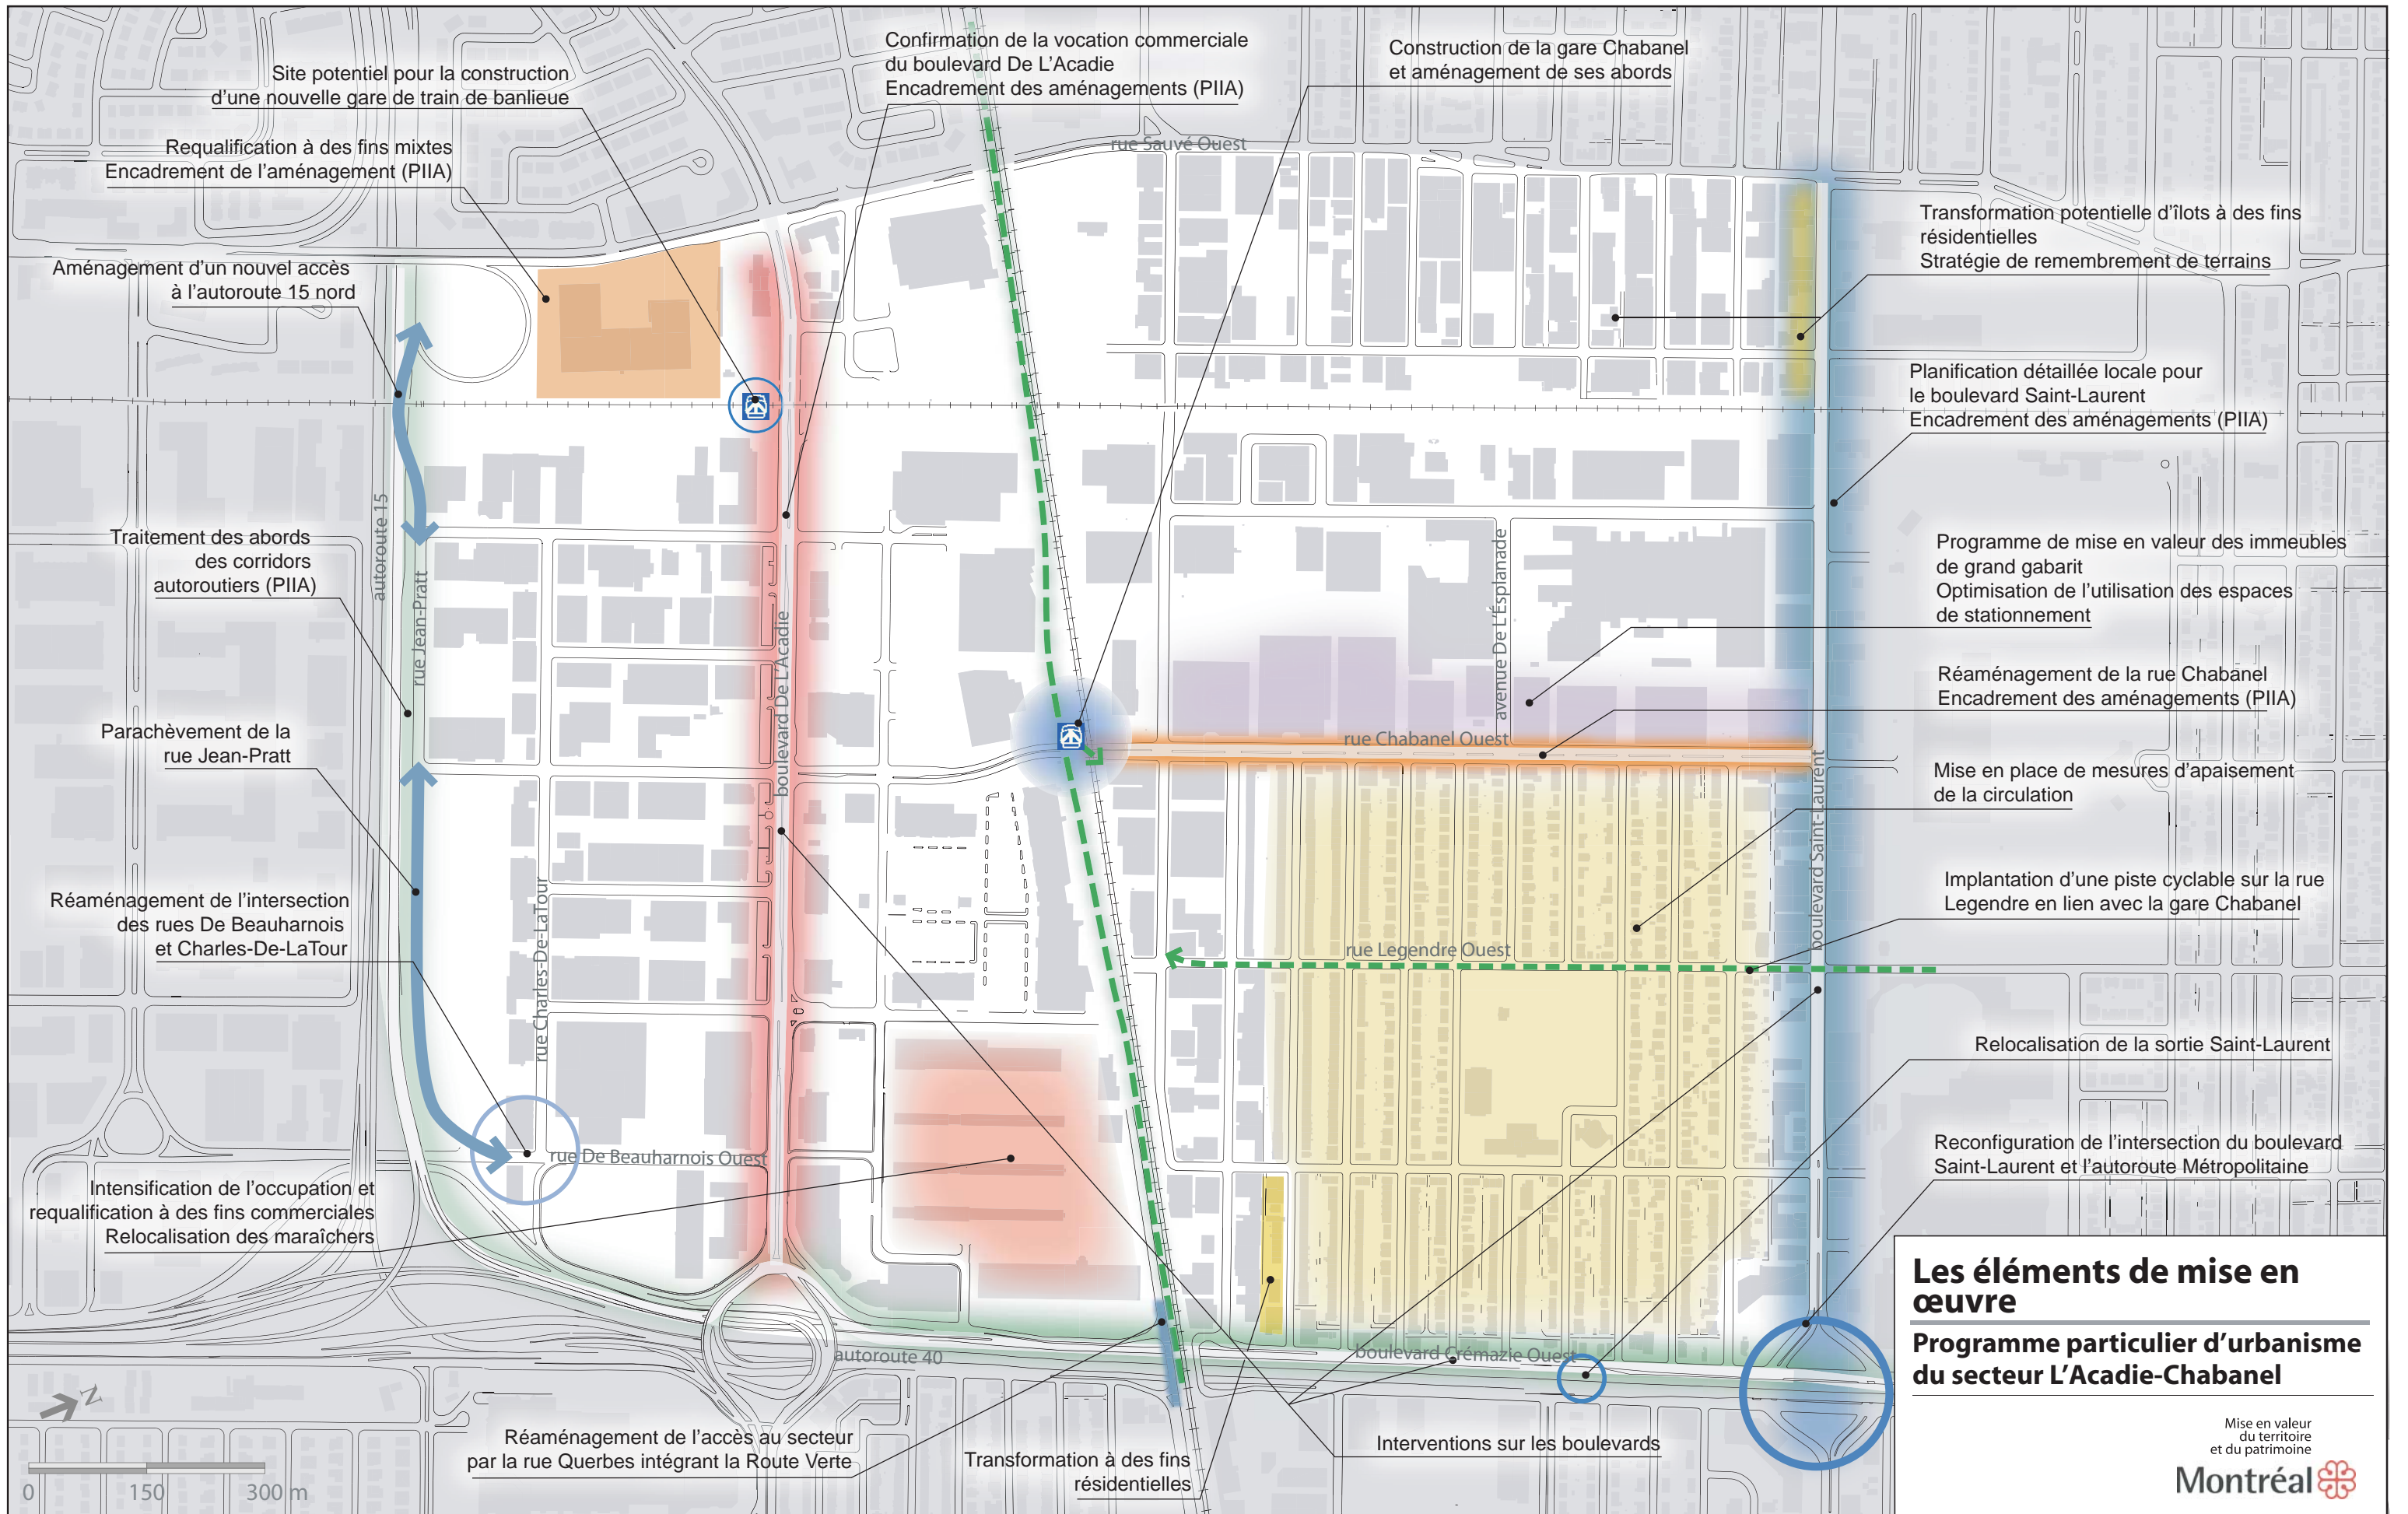 Confirmation de la vocation commerciale
du boulevard De L'Acadie
Encadrement des aménagements (PIIA)
Construction de la gare Chabanel
et aménagement de ses abords
Site potentiel pour la construction
d'une nouvelle gare de train de banlieue
Requalification à des fins mixtes
Encadrement de l'aménagement (PIIA)
rue Sauvé Ouest
Transformation potentielle d'îlots à des fins
résidentielles
Stratégie de remembrement de terrains
Aménagement d'un nouvel accès
à l'autoroute 15 nord
Planification détaillée locale pour
le boulevard Saint-Laurent
Encadrement des aménagements (PIIA)
autoroute 15
Traitement des abords
des corridors
autoroutiers (PIIA)
rue Jean-Pratt
boulevard De L'Acadie
avenue De L'Esplanade
Programme de mise en valeur des immeubles
de grand gabarit
Optimisation de l'utilisation des espaces
de stationnement
Réaménagement de la rue Chabanel
Encadrement des aménagements (PIIA)
rue Chabanel Ouest
Parachèvement de la
rue Jean-Pratt
Mise en place de mesures d'apaisement
de la circulation
boulevard Saint-Laurent
Réaménagement de l'intersection
des rues De Beauharnois
et Charles-De-LaTour
rue Charles-De-LaTour
Implantation d'une piste cyclable sur la rue
Legendre en lien avec la gare Chabanel
rue Legendre Ouest
Relocalisation de la sortie Saint-Laurent
rue De Beauharnois Ouest
Reconfiguration de l'intersection du boulevard
Saint-Laurent et l'autoroute Métropolitaine
Intensification de l'occupation et
requalification à des fins commerciales
Relocalisation des maraîchers
autoroute 40
boulevard Crémazie Ouest
N
Réaménagement de l'accès au secteur
par la rue Querbes intégrant la Route Verte
Transformation à des fins
résidentielles
Interventions sur les boulevards
0 150 300 m
Les éléments de mise en
œuvre
Programme particulier d'urbanisme
du secteur L'Acadie-Chabanel
Mise en valeur
du territoire
et du patrimoine
Montréal